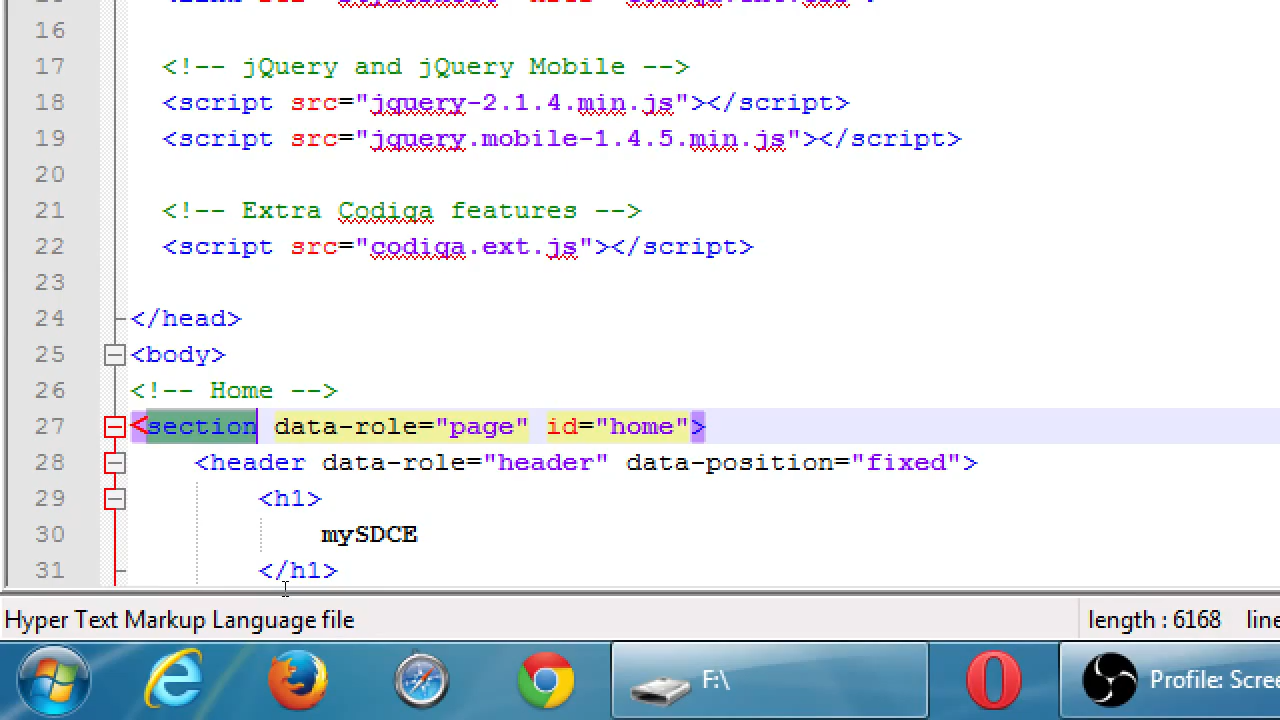 16
17 <!-- jQuery and jQuery Mobile -->
18 <script src="jquery-2.1.4.min.js"></script>
19 <script src="jquery.mobile-1.4.5.min.js"></script>
20
21 <!-- Extra Codiqa features -->
22 <script src="codiqa.ext.js"></script>
23
24 </head>
25 <body>
26 <!-- Home -->
27 <section data-role="page" id="home">
28 <header data-role="header" data-position="fixed">
29 <h1>
30 mySDCE
31 </h1>
Hyper Text Markup Language file length : 6168 line
F:\ Profile: Scree